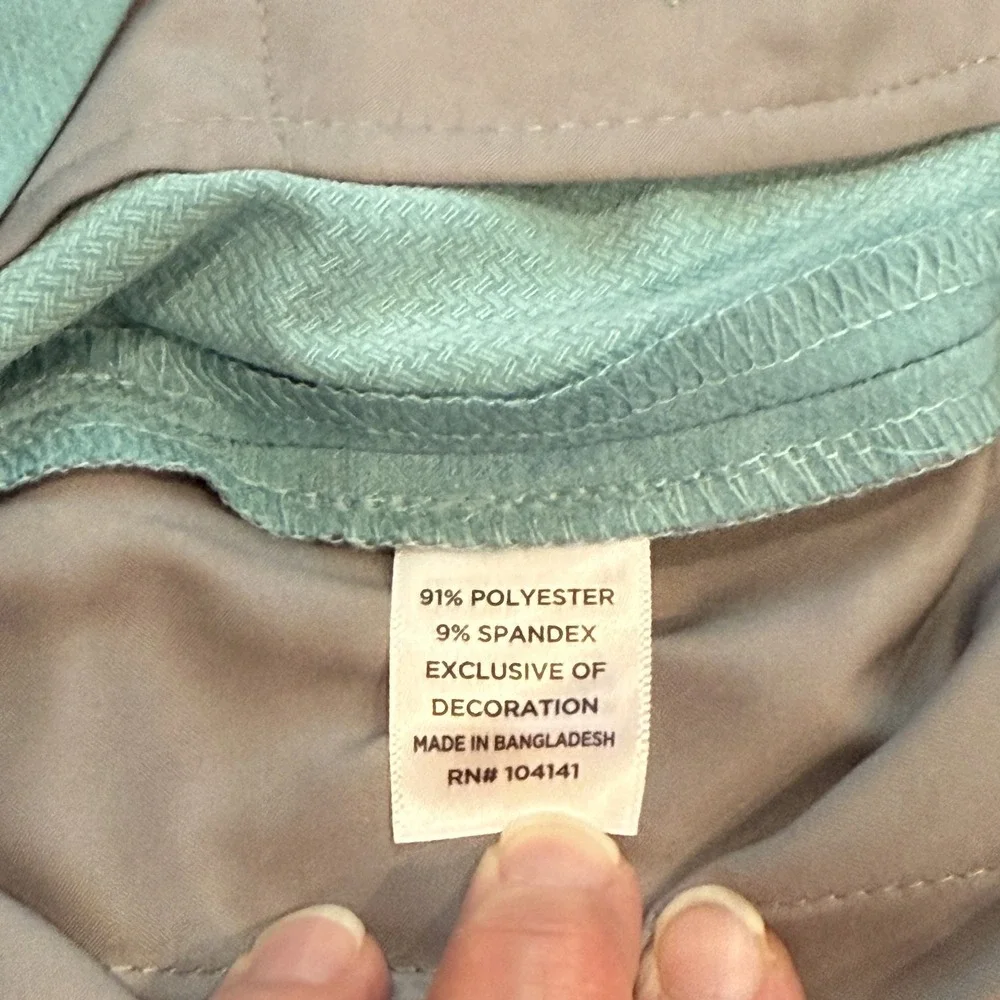 91% POLYESTER
9% SPANDEX
EXCLUSIVE OF
DECORATION
MADE IN BANGLADESH
RN# 104141